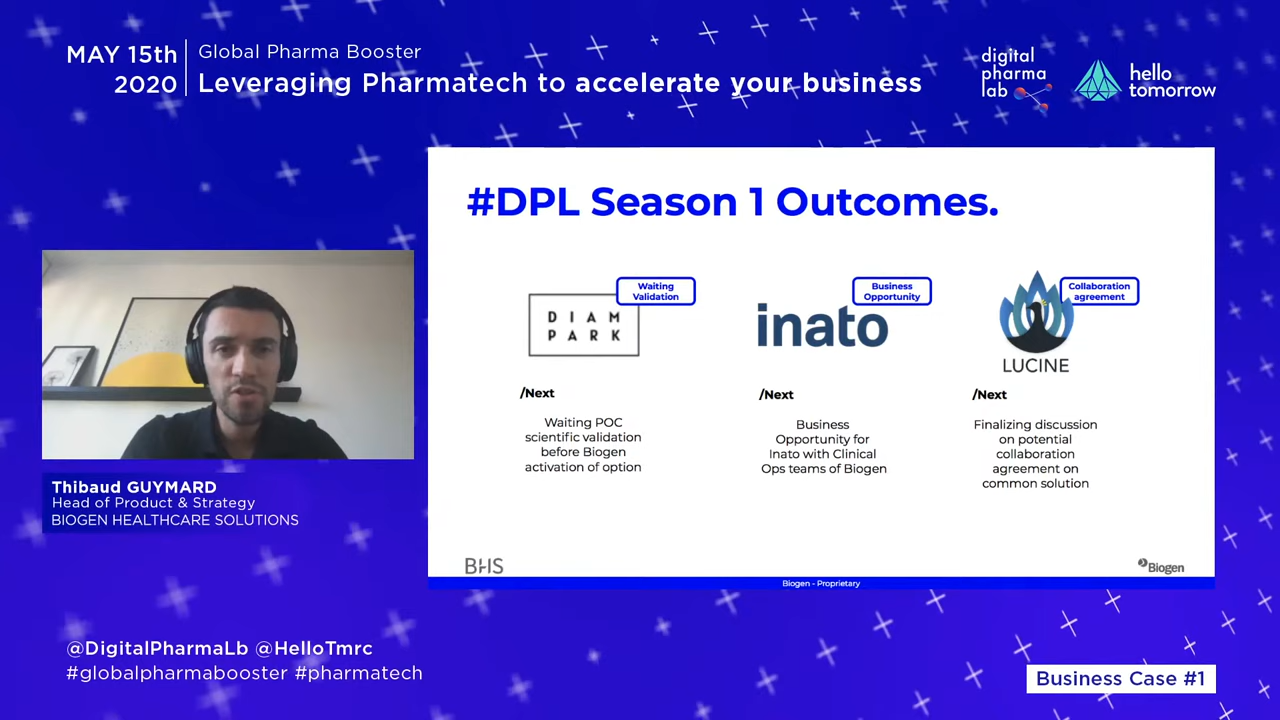 MAY 15th
2020
Global Pharma Booster
Leveraging Pharmatech to accelerate your business
digital
pharma
lab
hello
tomorrow
#DPL Season 1 Outcomes.
Waiting
Validation
DIAM
PARK
/Next
Waiting POC
scientific validation
before Biogen
activation of option
Business
Opportunity
inato
/Next
Business
Opportunity for
Inato with Clinical
Ops teams of Biogen
Collaboration
agreement
LUCINE
/Next
Finalizing discussion
on potential
collaboration
agreement on
common solution
BHS
Biogen
Biogen - Proprietary
Thibaud GUYMARD
Head of Product & Strategy
BIOGEN HEALTHCARE SOLUTIONS
@DigitalPharmaLb @HelloTmrc
#globalpharmabooster #pharmatech
Business Case #1